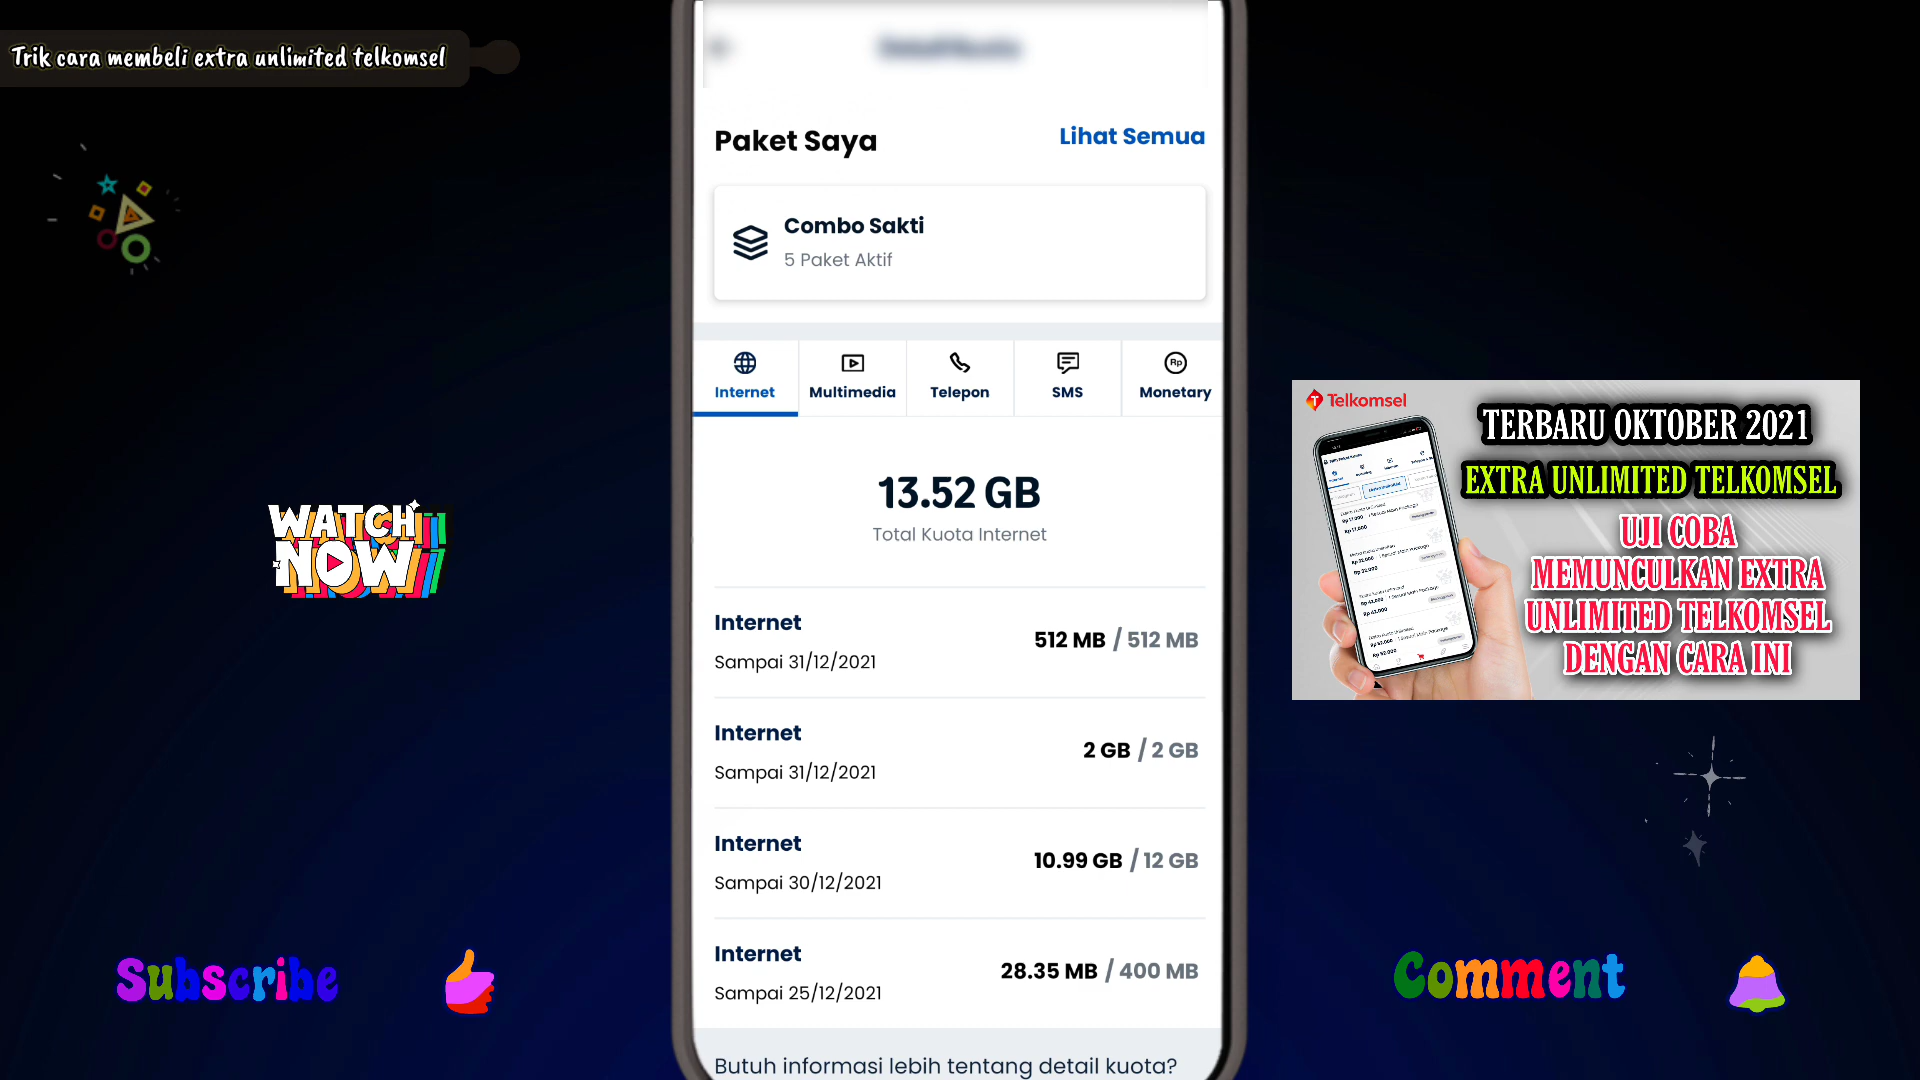 Trik cara membeli extra unlimited telkomsel
Paket Saya
Lihat Semua
Combo Sakti
5 Paket Aktif
Internet
Multimedia
Telepon
SMS
Rp
Monetary
13.52 GB
Total Kuota Internet
Internet
512 MB / 512 MB
Sampai 31/12/2021
Internet
2 GB / 2 GB
Sampai 31/12/2021
Internet
10.99 GB / 12 GB
Sampai 30/12/2021
Internet
28.35 MB / 400 MB
Sampai 25/12/2021
Butuh informasi lebih tentang detail kuota?
WATCH
NOW
Subscribe
Telkomsel
TERBARU OKTOBER 2021
EXTRA UNLIMITED TELKOMSEL
UJI COBA
MEMUNCULKAN EXTRA
UNLIMITED TELKOMSEL
DENGAN CARA INI
Comment